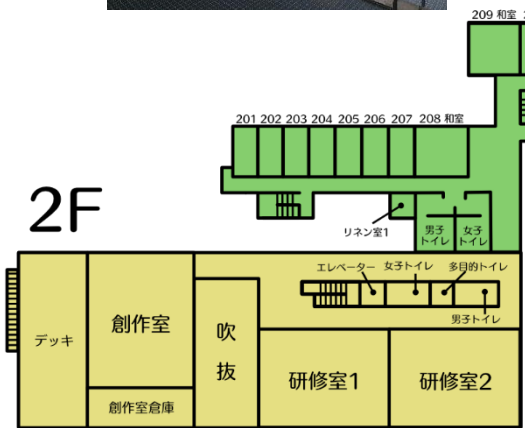 209 和室
201 202 203 204 205 206 207 208 和室
2F
リネン室1
男子
トイレ
女子
トイレ
エレベーター 女子トイレ 多目的トイレ
男子トイレ
デッキ
創作室
創作室倉庫
吹
抜
研修室1
研修室2